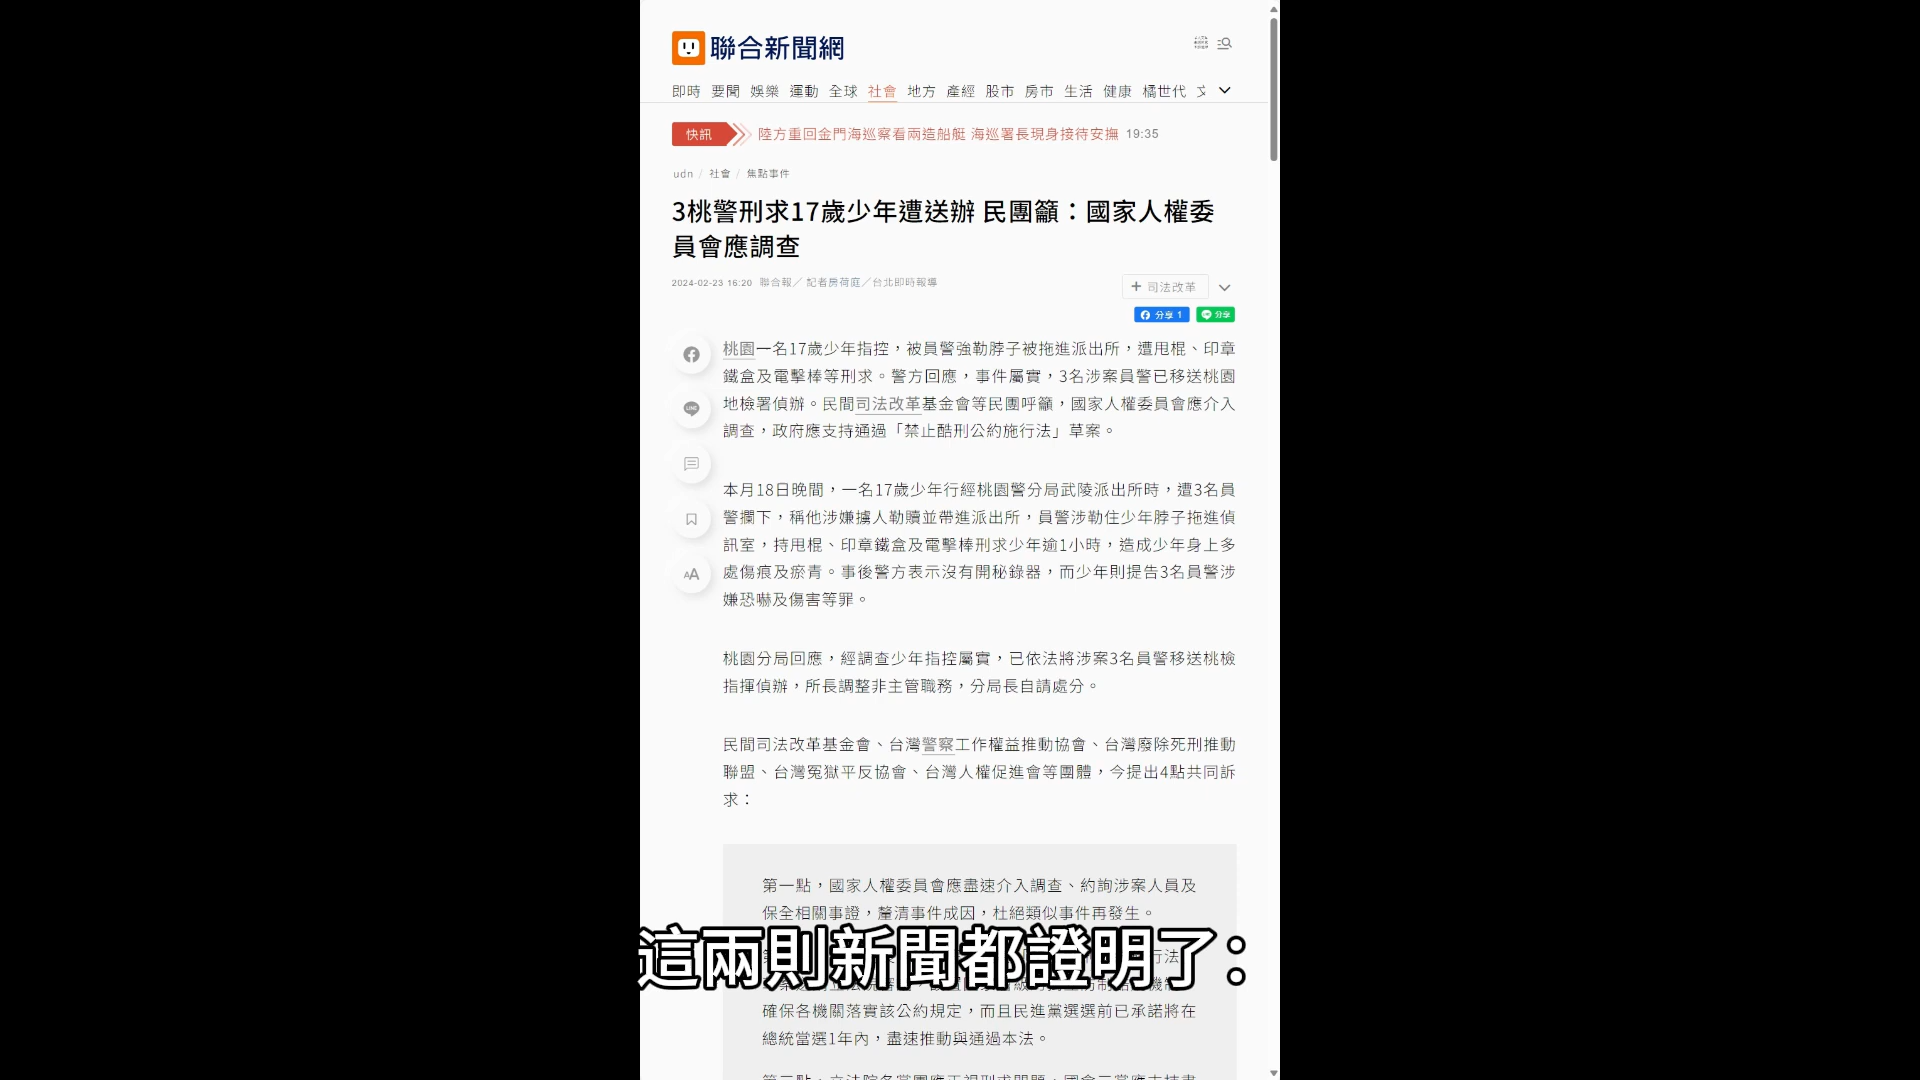 聯合新聞網
即時 要聞 娛樂 運動 全球 社會 地方 產經 股市 房市 生活 健康 橘世代 文
快訊 陸方重回金門海巡察看兩造船艇 海巡署長現身接待安撫 19:35
udn / 社會 / 焦點事件
3桃警刑求17歲少年遭送辦 民團籲：國家人權委
員會應調查
2024-02-23 16:20 聯合報／ 記者房荷庭／台北即時報導
+ 司法改革
分享 1 分享
桃園一名17歲少年指控，被員警強勒脖子被拖進派出所，遭甩棍、印章
鐵盒及電擊棒等刑求。警方回應，事件屬實，3名涉案員警已移送桃園
地檢署偵辦。民間司法改革基金會等民團呼籲，國家人權委員會應介入
調查，政府應支持通過「禁止酷刑公約施行法」草案。
本月18日晚間，一名17歲少年行經桃園警分局武陵派出所時，遭3名員
警攔下，稱他涉嫌擄人勒贖並帶進派出所，員警涉勒住少年脖子拖進偵
訊室，持甩棍、印章鐵盒及電擊棒刑求少年逾1小時，造成少年身上多
處傷痕及瘀青。事後警方表示沒有開秘錄器，而少年則提告3名員警涉
嫌恐嚇及傷害等罪。
桃園分局回應，經調查少年指控屬實，已依法將涉案3名員警移送桃檢
指揮偵辦，所長調整非主管職務，分局長自請處分。
民間司法改革基金會、台灣警察工作權益推動協會、台灣廢除死刑推動
聯盟、台灣冤獄平反協會、台灣人權促進會等團體，今提出4點共同訴
求：
第一點，國家人權委員會應盡速介入調查、約詢涉案人員及
保全相關事證，釐清事件成因，杜絕類似事件再發生。
這兩則新聞都證明了：
確保各機關落實該公約規定，而且民進黨選選前已承諾將在
總統當選1年內，盡速推動與通過本法。